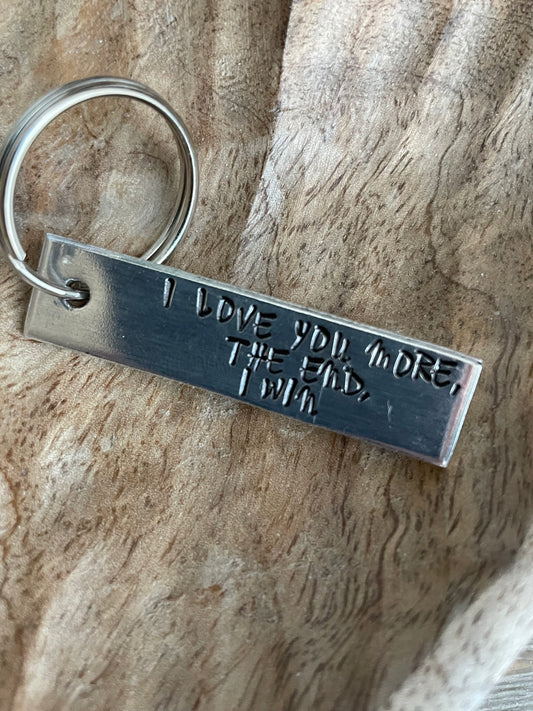 I LOVE YOU MORE,
THE END,
I WIN